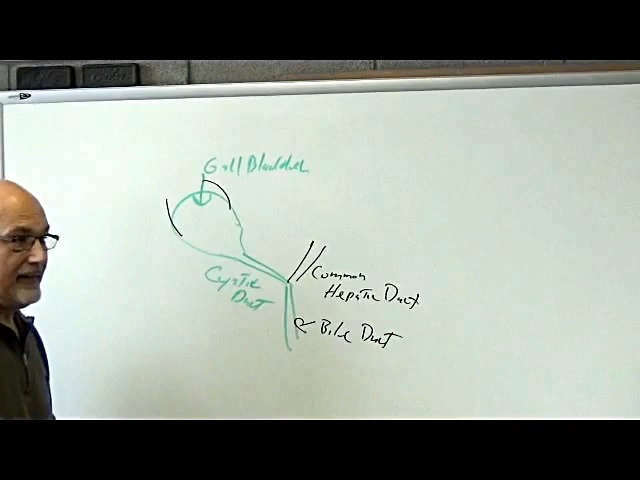 Gall Bladder
Common
Hepatic Duct
Cystic
Duct
Bile Duct